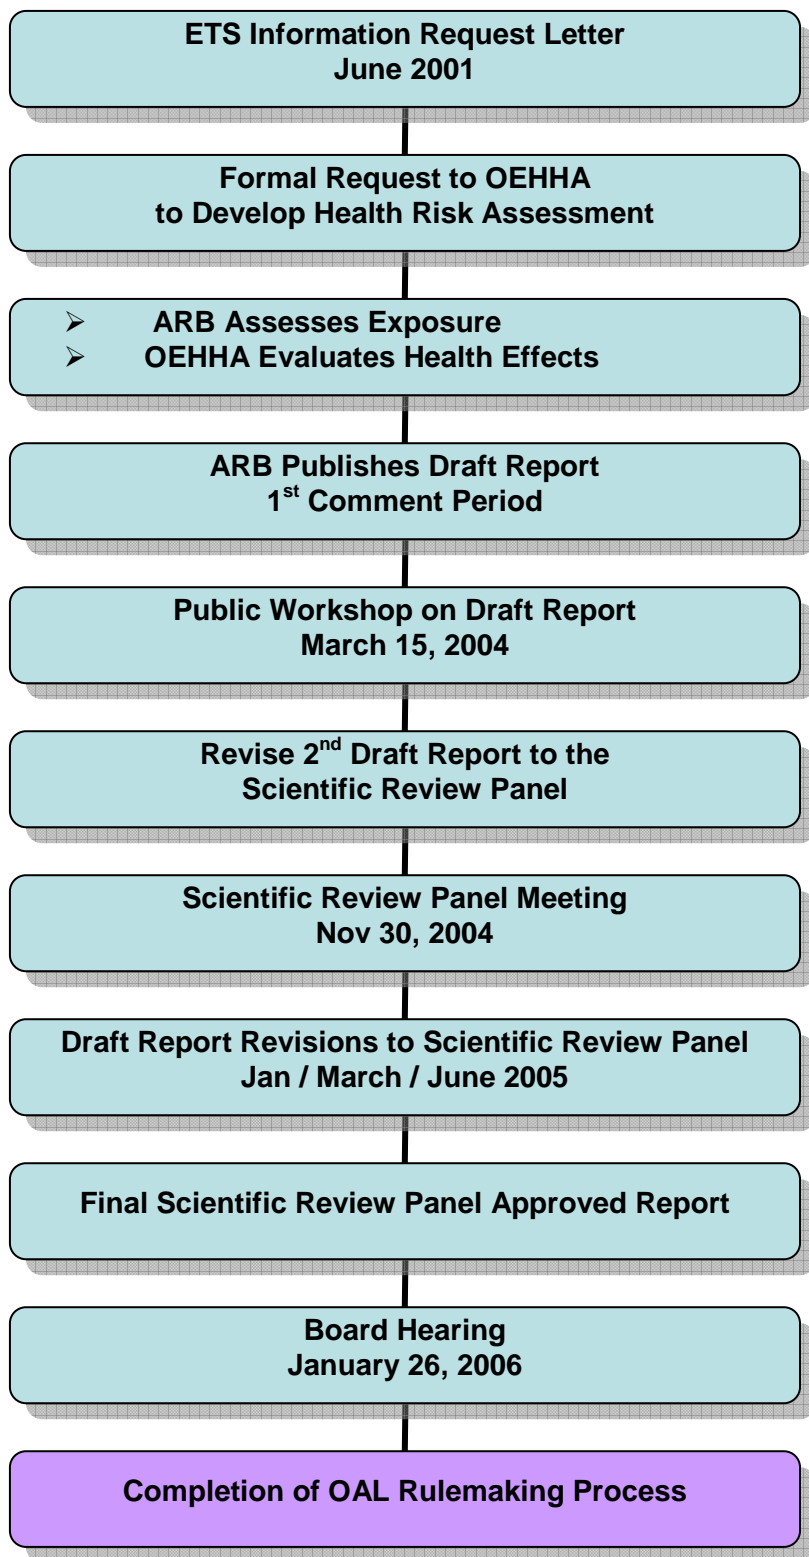 ETS Information Request Letter
June 2001
Formal Request to OEHHA
to Develop Health Risk Assessment
➢ ARB Assesses Exposure
➢ OEHHA Evaluates Health Effects
ARB Publishes Draft Report
1st Comment Period
Public Workshop on Draft Report
March 15, 2004
Revise 2nd Draft Report to the
Scientific Review Panel
Scientific Review Panel Meeting
Nov 30, 2004
Draft Report Revisions to Scientific Review Panel
Jan / March / June 2005
Final Scientific Review Panel Approved Report
Board Hearing
January 26, 2006
Completion of OAL Rulemaking Process